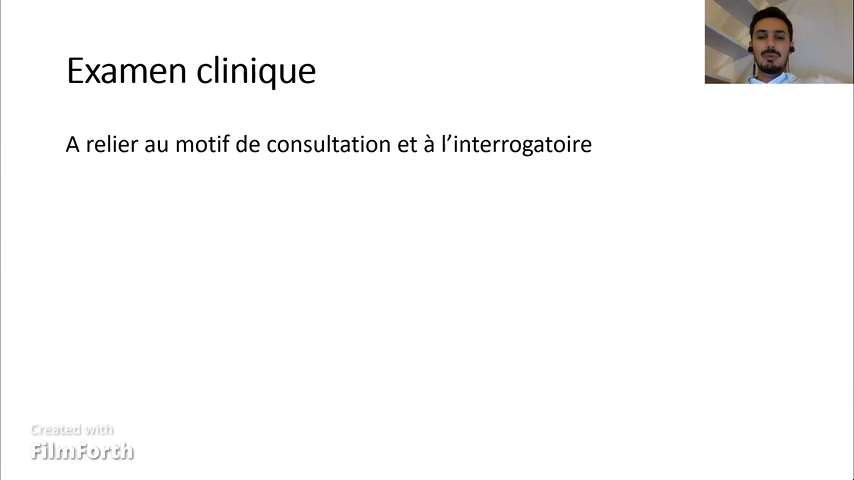 Examen clinique
A relier au motif de consultation et à l’interrogatoire
Created with
FilmForth